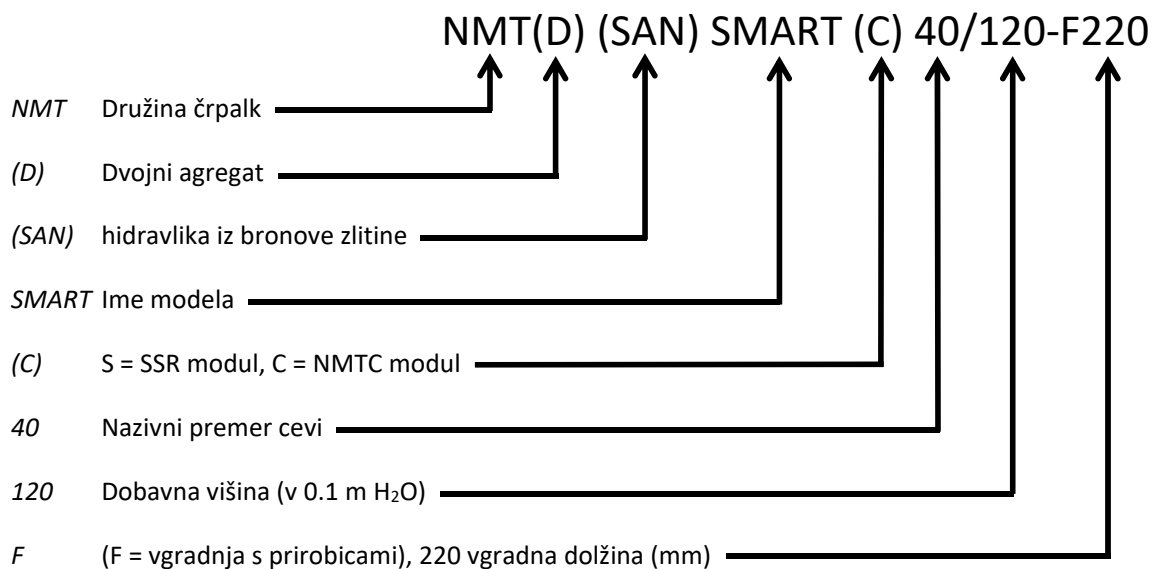 NMT(D) (SAN) SMART (C) 40/120-F220
NMT Družina črpalk
(D) Dvojni agregat
(SAN) hidravlika iz bronove zlitine
SMART Ime modela
(C) S = SSR modul, C = NMTC modul
40 Nazivni premer cevi
120 Dobavna višina (v 0.1 m H₂O)
F (F = vgradnja s prirobicami), 220 vgradna dolžina (mm)